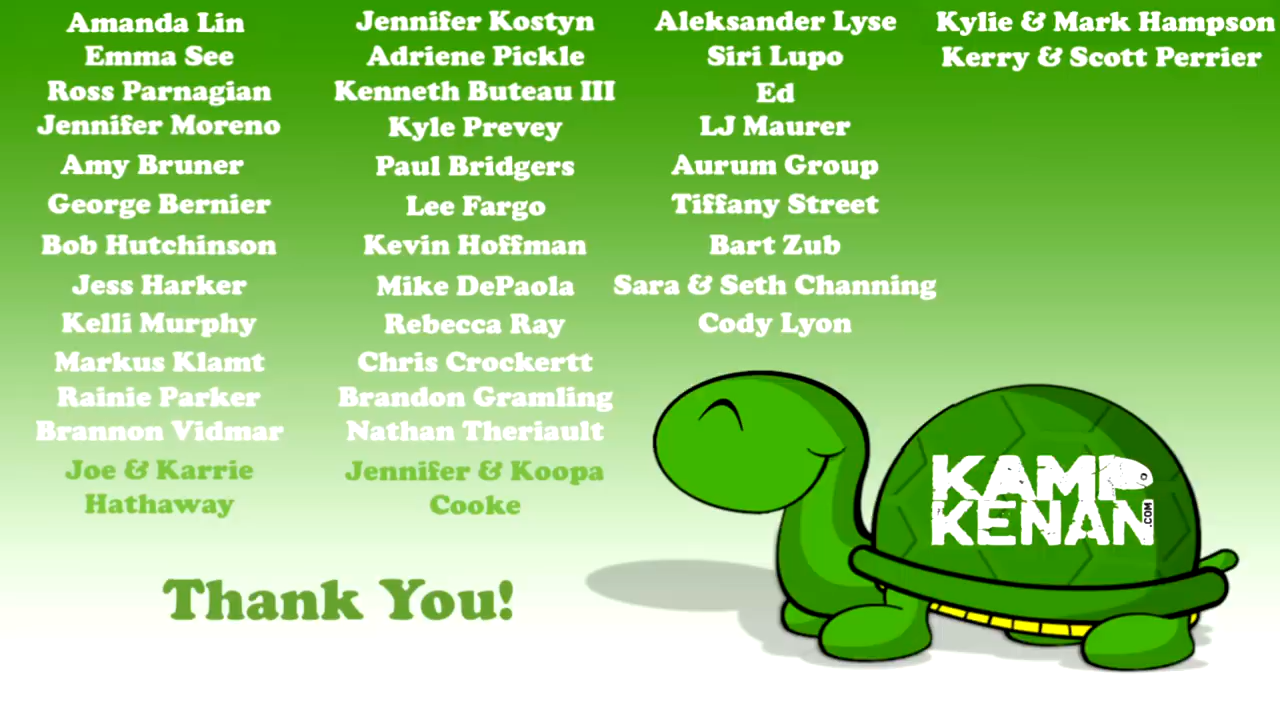 Amanda Lin
Emma See
Ross Parnagian
Jennifer Moreno
Amy Bruner
George Bernier
Bob Hutchinson
Jess Harker
Kelli Murphy
Markus Klamt
Rainie Parker
Brannon Vidmar
Joe & Karrie
Hathaway
Jennifer Kostyn
Adriene Pickle
Kenneth Buteau III
Kyle Prevey
Paul Bridgers
Lee Fargo
Kevin Hoffman
Mike DePaola
Rebecca Ray
Chris Crockertt
Brandon Gramling
Nathan Theriault
Jennifer & Koopa
Cooke
Aleksander Lyse
Siri Lupo
Ed
LJ Maurer
Aurum Group
Tiffany Street
Bart Zub
Sara & Seth Channing
Cody Lyon
Kylie & Mark Hampson
Kerry & Scott Perrier
Thank You!
KAMP
KENAN
.COM